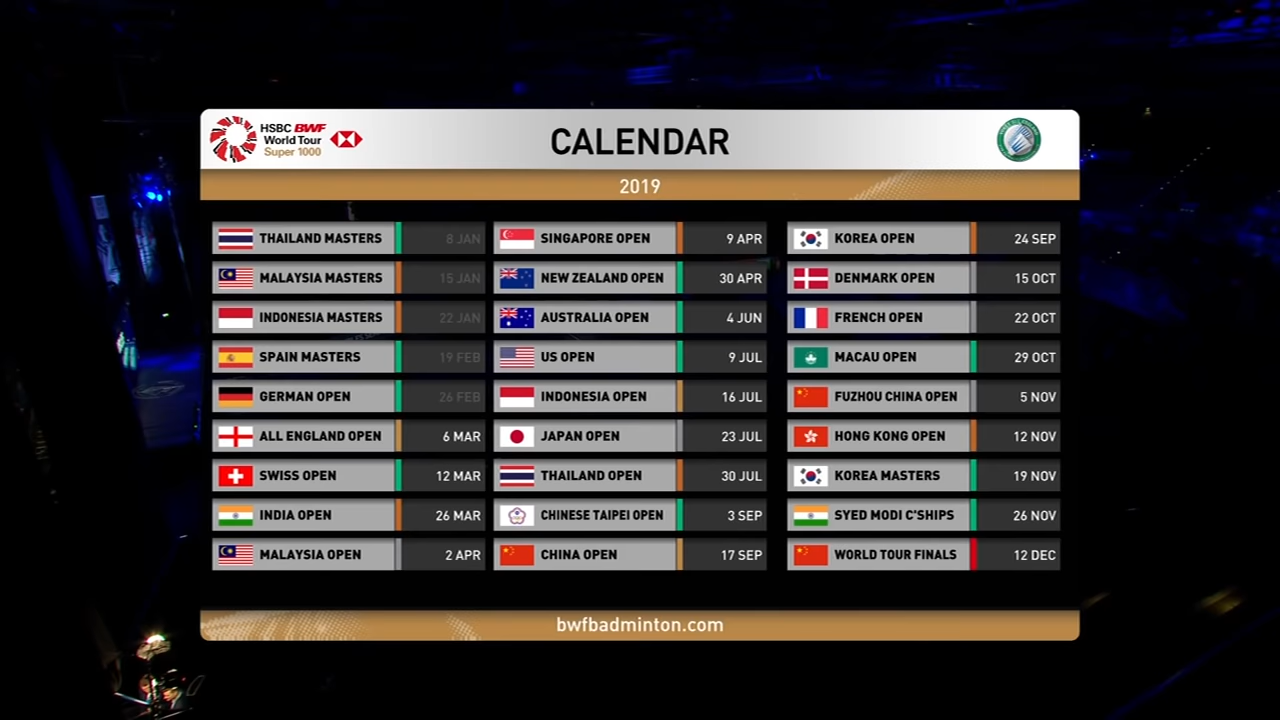 HSBC BWF
World Tour
Super 1000
CALENDAR
2019
THAILAND MASTERS 8 JAN
MALAYSIA MASTERS 15 JAN
INDONESIA MASTERS 22 JAN
SPAIN MASTERS 19 FEB
GERMAN OPEN 26 FEB
ALL ENGLAND OPEN 6 MAR
SWISS OPEN 12 MAR
INDIA OPEN 26 MAR
MALAYSIA OPEN 2 APR
SINGAPORE OPEN 9 APR
NEW ZEALAND OPEN 30 APR
AUSTRALIA OPEN 4 JUN
US OPEN 9 JUL
INDONESIA OPEN 16 JUL
JAPAN OPEN 23 JUL
THAILAND OPEN 30 JUL
CHINESE TAIPEI OPEN 3 SEP
CHINA OPEN 17 SEP
KOREA OPEN 24 SEP
DENMARK OPEN 15 OCT
FRENCH OPEN 22 OCT
MACAU OPEN 29 OCT
FUZHOU CHINA OPEN 5 NOV
HONG KONG OPEN 12 NOV
KOREA MASTERS 19 NOV
SYED MODI C'SHIPS 26 NOV
WORLD TOUR FINALS 12 DEC
bwfbadminton.com